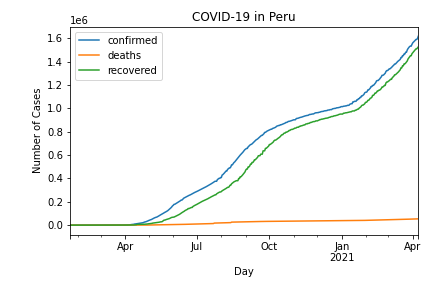 COVID-19 in Peru
1e6
confirmed
deaths
recovered
1.6
1.4
1.2
1.0
0.8
0.6
0.4
0.2
0.0
Number of Cases
Apr Jul Oct Jan Apr
2021
Day